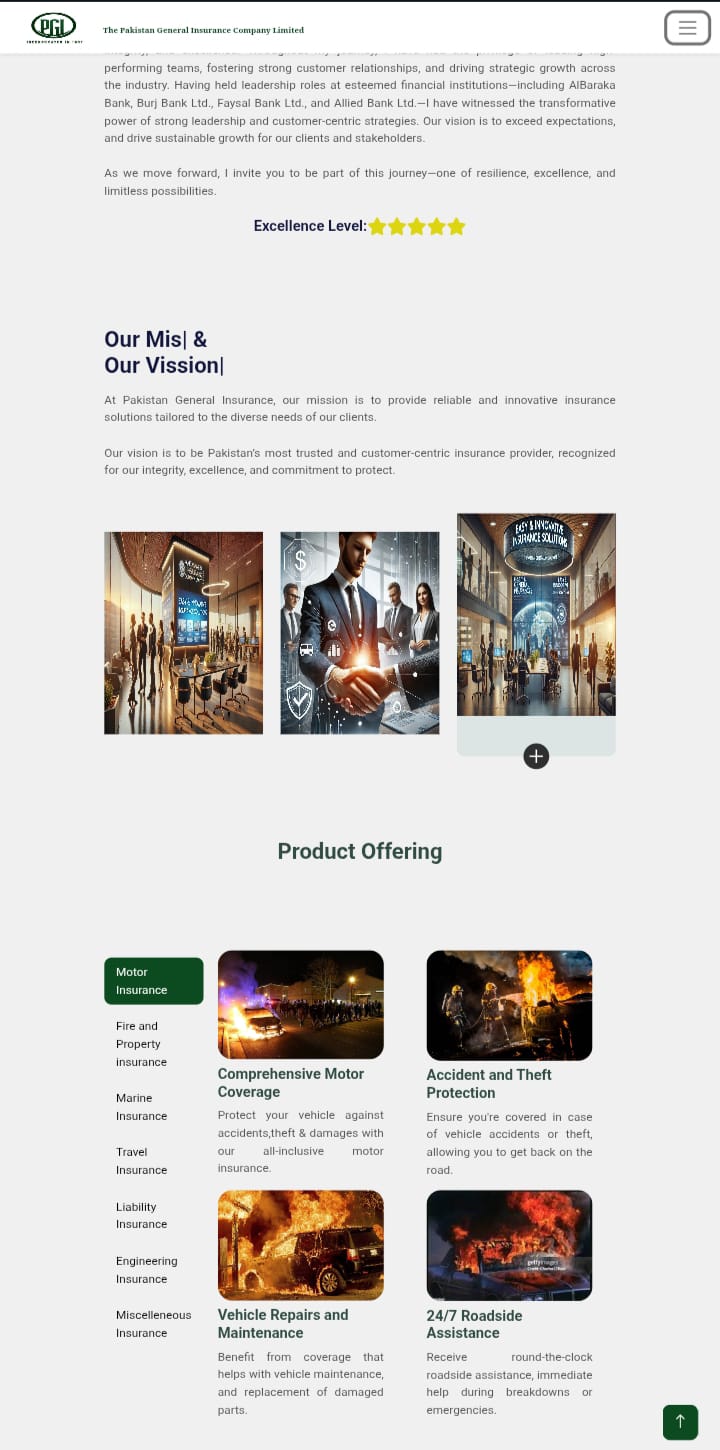 PGI
INCORPORATED IN 1947
The Pakistan General Insurance Company Limited
performing teams, fostering strong customer relationships, and driving strategic growth across
the industry. Having held leadership roles at esteemed financial institutions—including AlBaraka
Bank, Burj Bank Ltd., Faysal Bank Ltd., and Allied Bank Ltd.—I have witnessed the transformative
power of strong leadership and customer-centric strategies. Our vision is to exceed expectations,
and drive sustainable growth for our clients and stakeholders.
As we move forward, I invite you to be part of this journey—one of resilience, excellence, and
limitless possibilities.
Excellence Level:
Our Mis| &
Our Vission|
At Pakistan General Insurance, our mission is to provide reliable and innovative insurance
solutions tailored to the diverse needs of our clients.
Our vision is to be Pakistan's most trusted and customer-centric insurance provider, recognized
for our integrity, excellence, and commitment to protect.
EASY & INNOVATIVE
INSURANCE SOLUTIONS
Product Offering
Motor
Insurance
Fire and
Property
insurance
Marine
Insurance
Travel
Insurance
Liability
Insurance
Engineering
Insurance
Miscelleneous
Insurance
Comprehensive Motor
Coverage
Protect your vehicle against
accidents,theft & damages with
our all-inclusive motor
insurance.
Accident and Theft
Protection
Ensure you're covered in case
of vehicle accidents or theft,
allowing you to get back on the
road.
Vehicle Repairs and
Maintenance
Benefit from coverage that
helps with vehicle maintenance,
and replacement of damaged
parts.
gettyimages
24/7 Roadside
Assistance
Receive round-the-clock
roadside assistance, immediate
help during breakdowns or
emergencies.